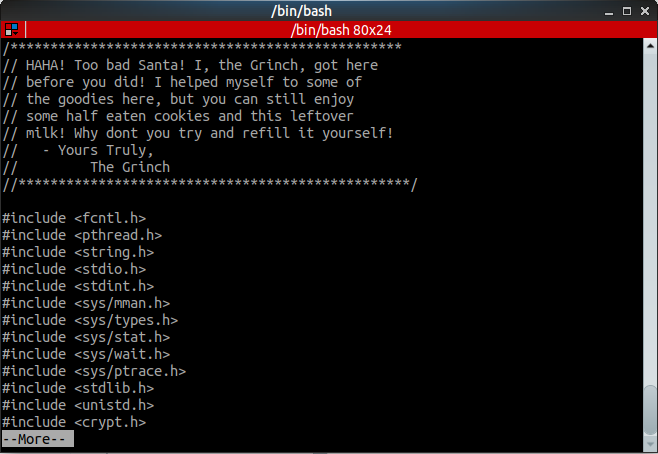 /bin/bash
/bin/bash 80x24
/*************************************************
// HAHA! Too bad Santa! I, the Grinch, got here
// before you did! I helped myself to some of
// the goodies here, but you can still enjoy
// some half eaten cookies and this leftover
// milk! Why dont you try and refill it yourself!
//   - Yours Truly,
//         The Grinch
//*************************************************/
#include <fcntl.h>
#include <pthread.h>
#include <string.h>
#include <stdio.h>
#include <stdint.h>
#include <sys/mman.h>
#include <sys/types.h>
#include <sys/stat.h>
#include <sys/wait.h>
#include <sys/ptrace.h>
#include <stdlib.h>
#include <unistd.h>
#include <crypt.h>
--More--